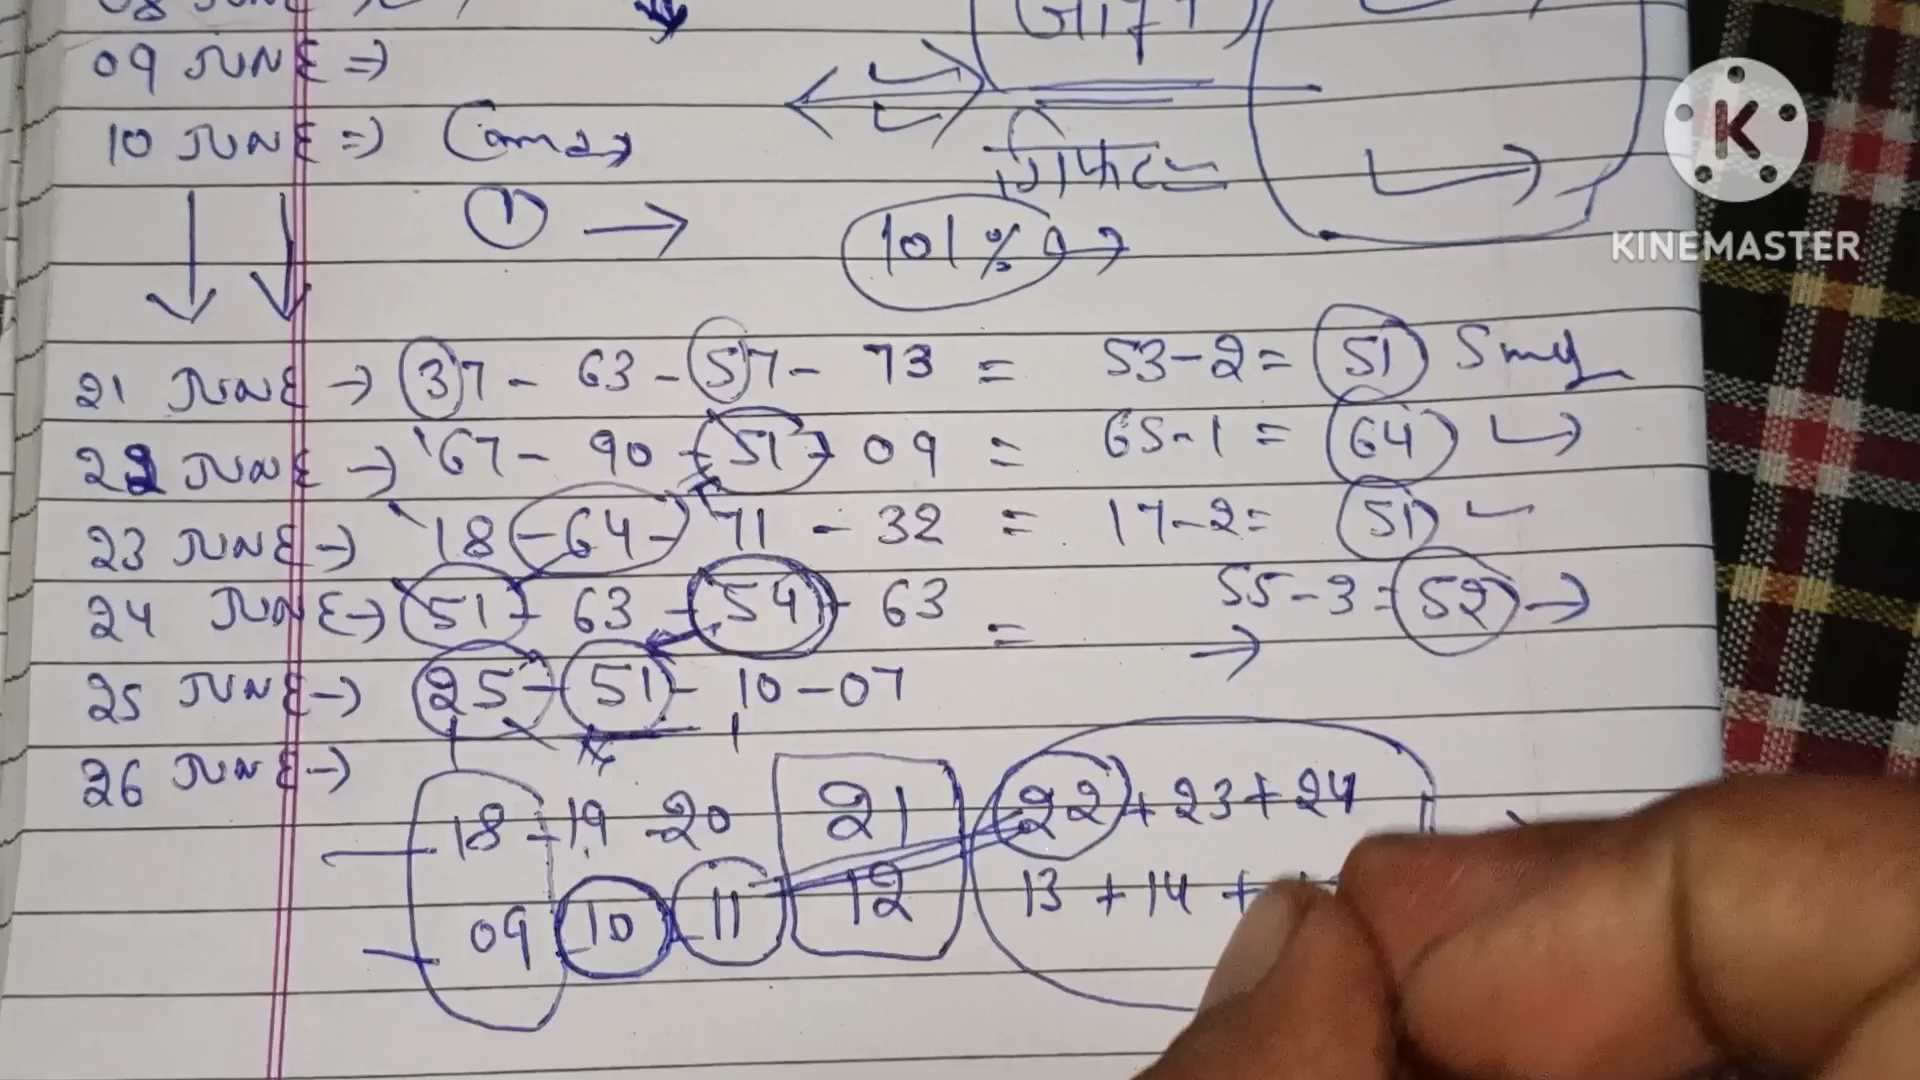 08 JUNE
09 JUNE =>
10 JUNE =>
① → 101% →
KINEMASTER
21 JUNE → 37 - 63 - 57 - 73 = 53-2= 51
22 JUNE → 67 - 90 - 51 - 09 = 65-1 = 64
23 JUNE → 18 - 64 - 71 - 32 = 17-2= 51
24 JUNE → 51 - 63 - 54 - 63 = 55-3= 52 →
25 JUNE → 25 - 51 - 10 - 07
26 JUNE →
18 - 19 - 20 21 22 + 23 + 24
09 10 11 12 13 + 14 +